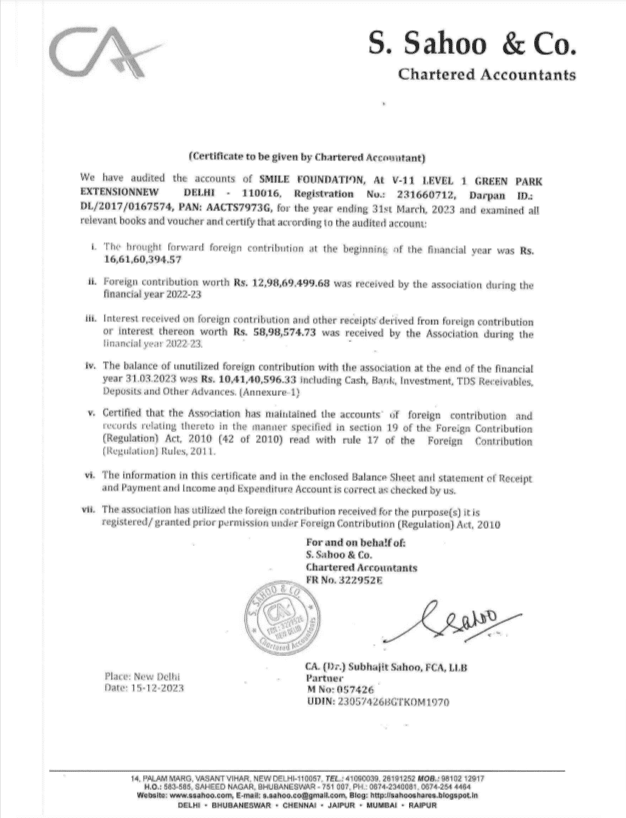 CA
S. Sahoo & Co.
Chartered Accountants
(Certificate to be given by Chartered Accountant)
We have audited the accounts of SMILE FOUNDATION, At V-11 LEVEL 1 GREEN PARK
EXTENSIONNEW DELHI - 110016, Registration No.: 231660712, Darpan ID.:
DL/2017/0167574, PAN: AACTS7973G, for the year ending 31st March, 2023 and examined all
relevant books and voucher and certify that according to the audited account:
i. The brought forward foreign contribution at the beginning of the financial year was Rs.
16,61,60,394.57
ii. Foreign contribution worth Rs. 12,98,69,499.68 was received by the association during the
financial year 2022-23
iii. Interest received on foreign contribution and other receipts derived from foreign contribution
or interest thereon worth Rs. 58,98,574.73 was received by the Association during the
financial year 2022-23.
iv. The balance of unutilized foreign contribution with the association at the end of the financial
year 31.03.2023 was Rs. 10,41,40,596.33 including Cash, Bank, Investment, TDS Receivables,
Deposits and Other Advances. (Annexure-1)
v. Certified that the Association has maintained the accounts of foreign contribution and
records relating thereto in the manner specified in section 19 of the Foreign Contribution
(Regulation) Act, 2010 (42 of 2010) read with rule 17 of the Foreign Contribution
(Regulation) Rules, 2011.
vi. The information in this certificate and in the enclosed Balance Sheet and statement of Receipt
and Payment and Income and Expenditure Account is correct as checked by us.
vii. The association has utilized the foreign contribution received for the purpose(s) it is
registered/ granted prior permission under Foreign Contribution (Regulation) Act, 2010
For and on behalf of:
S. Sahoo & Co.
Chartered Accountants
FR No. 322952E
S. SAHOO & CO.
CA
FRN: 322952E
NEW DELHI
Chartered Accountants
SSahoo
CA. (Dr.) Subhajit Sahoo, FCA, LLB
Partner
M No: 057426
UDIN: 23057426BGTKOM1970
Place: New Delhi
Date: 15-12-2023
14, PALAM MARG, VASANT VIHAR, NEW DELHI-110057, TEL.: 41090039, 26191252 MOB.: 98102 12917
H.O.: 583-585, SAHEED NAGAR, BHUBANESWAR - 751 007, PH.: 0674-2340081, 0674-254 4464
Website: www.ssahoo.com, E-mail: s.sahoo.co@gmail.com, Blog: http://sahooshares.blogspot.in
DELHI • BHUBANESWAR • CHENNAI • JAIPUR • MUMBAI • RAIPUR